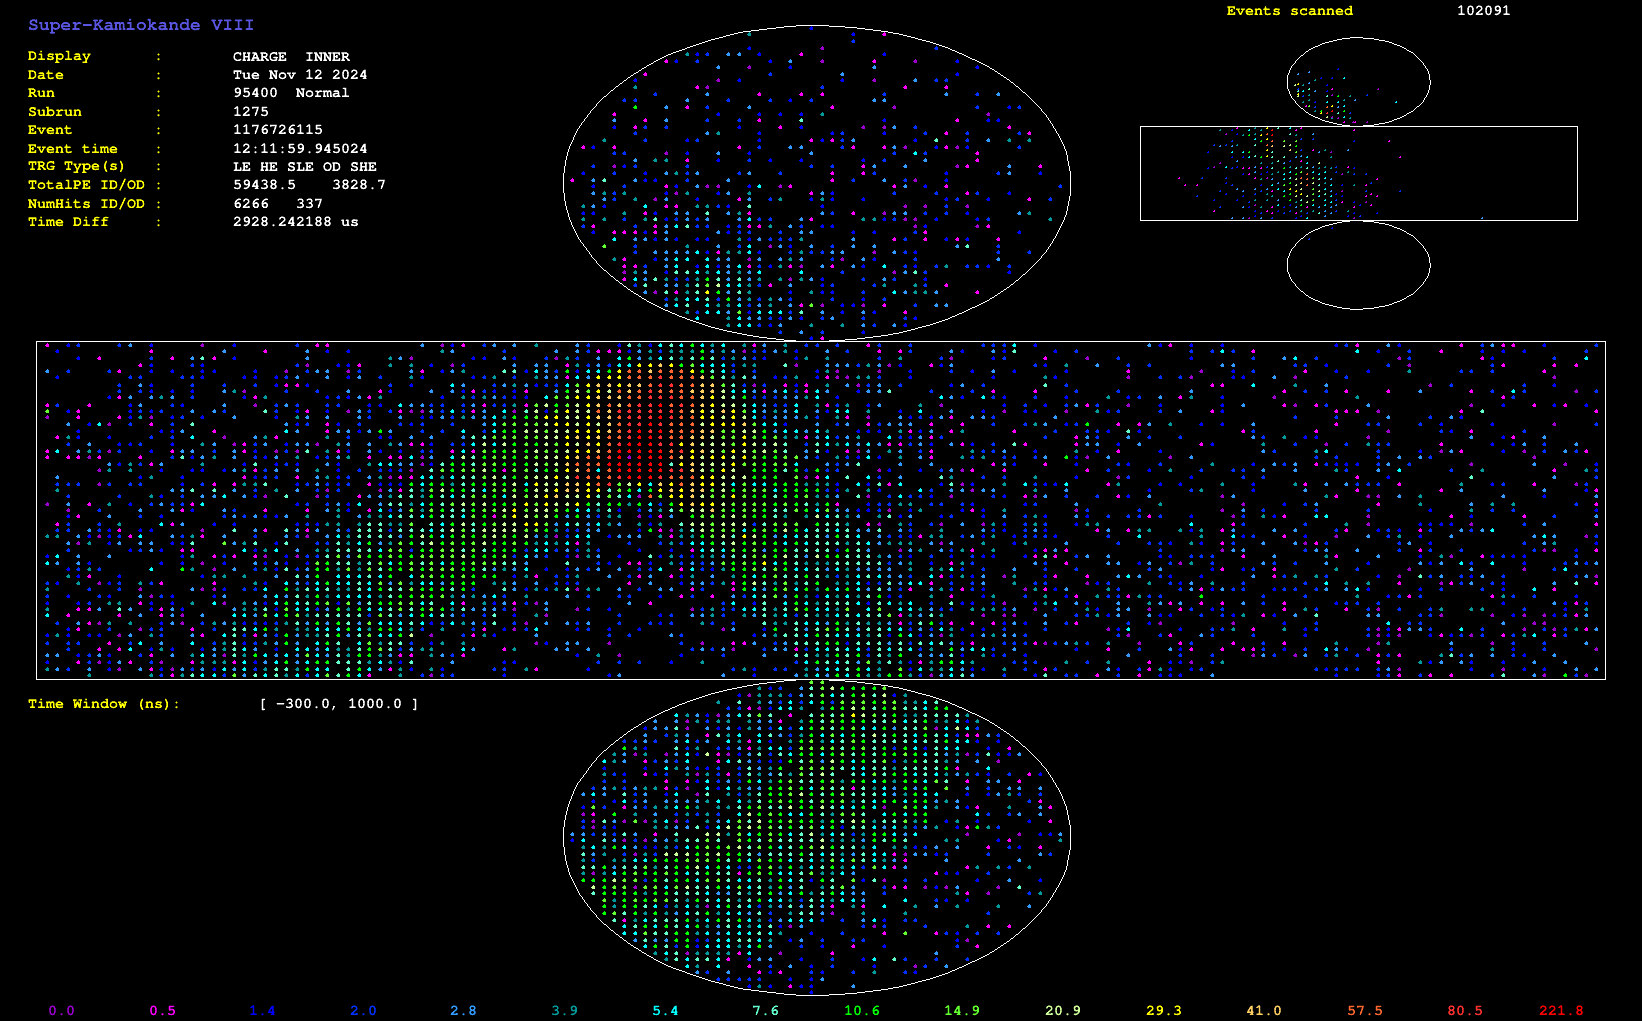 Super-Kamiokande VIII
Events scanned 102091
Display : CHARGE INNER
Date : Tue Nov 12 2024
Run : 95400 Normal
Subrun : 1275
Event : 1176726115
Event time : 12:11:59.945024
TRG Type(s) : LE HE SLE OD SHE
TotalPE ID/OD : 59438.5 3828.7
NumHits ID/OD : 6266 337
Time Diff : 2928.242188 us
Time Window (ns): [ -300.0, 1000.0 ]
0.0 0.5 1.4 2.0 2.8 3.9 5.4 7.6 10.6 14.9 20.9 29.3 41.0 57.5 80.5 221.8